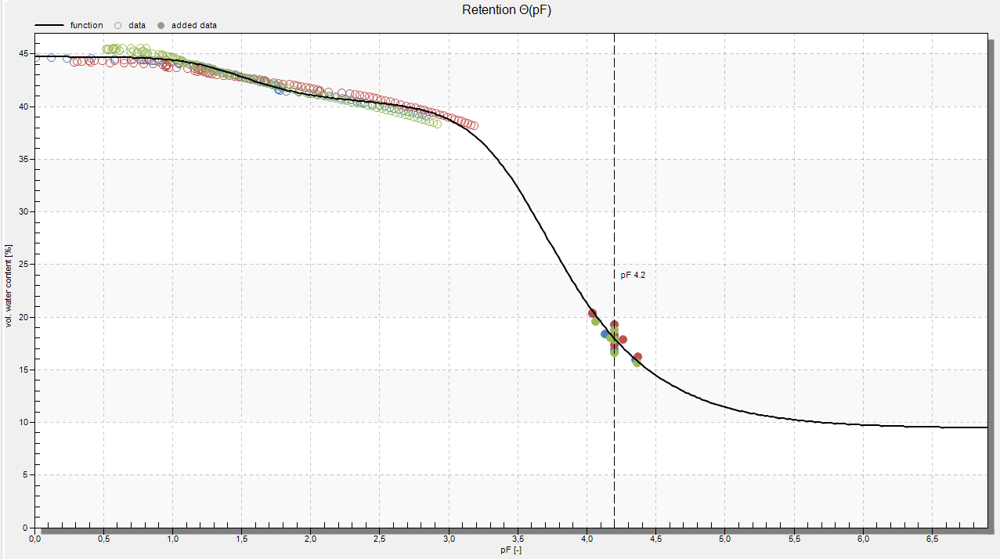 Retention Θ(pF)
function data added data
45
40
35
30
25
20
15
10
5
0
vol. water content [%]
pF 4.2
0,0 0,5 1,0 1,5 2,0 2,5 3,0 3,5 4,0 4,5 5,0 5,5 6,0 6,5
pF [-]